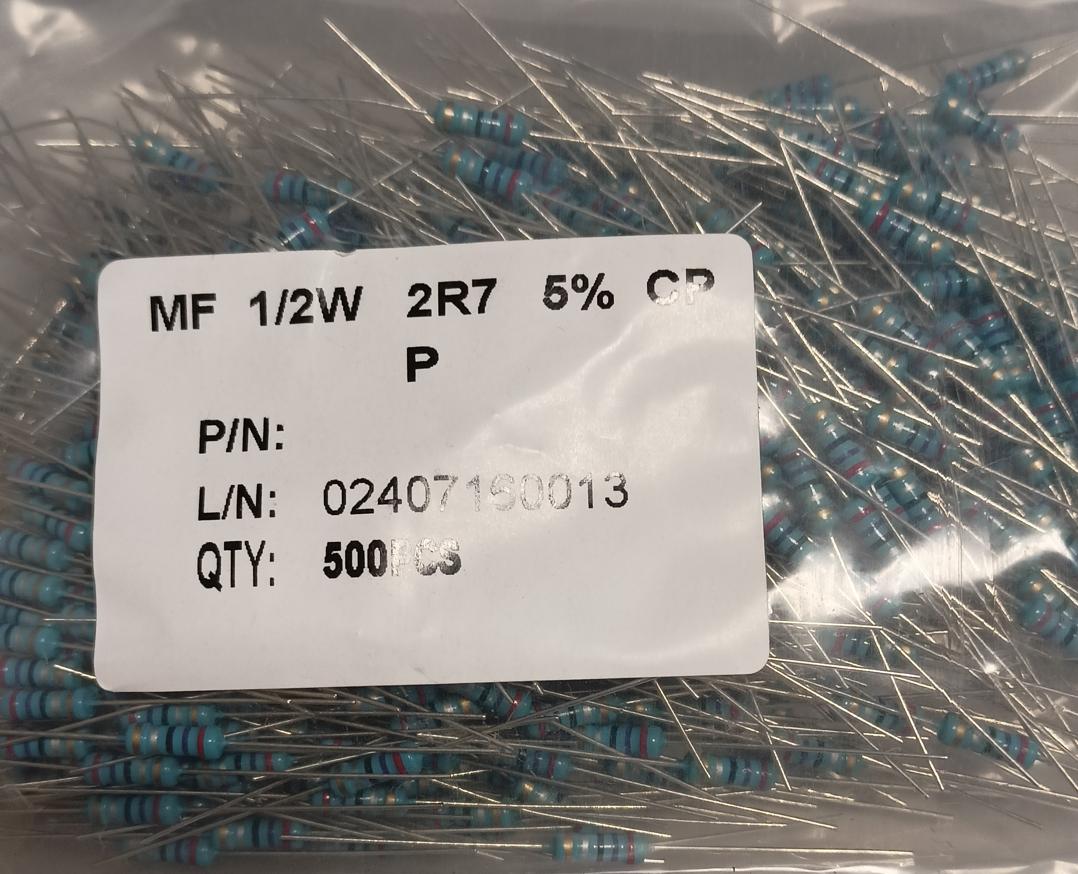 MF 1/2W 2R7 5% CP
P
P/N:
L/N: 02407160013
QTY: 500PCS